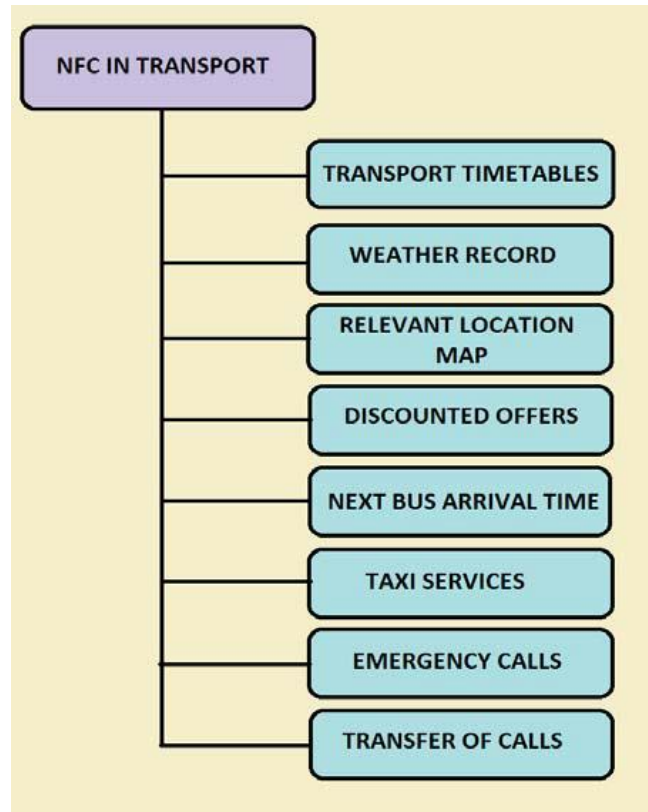 NFC IN TRANSPORT
TRANSPORT TIMETABLES
WEATHER RECORD
RELEVANT LOCATION
MAP
DISCOUNTED OFFERS
NEXT BUS ARRIVAL TIME
TAXI SERVICES
EMERGENCY CALLS
TRANSFER OF CALLS